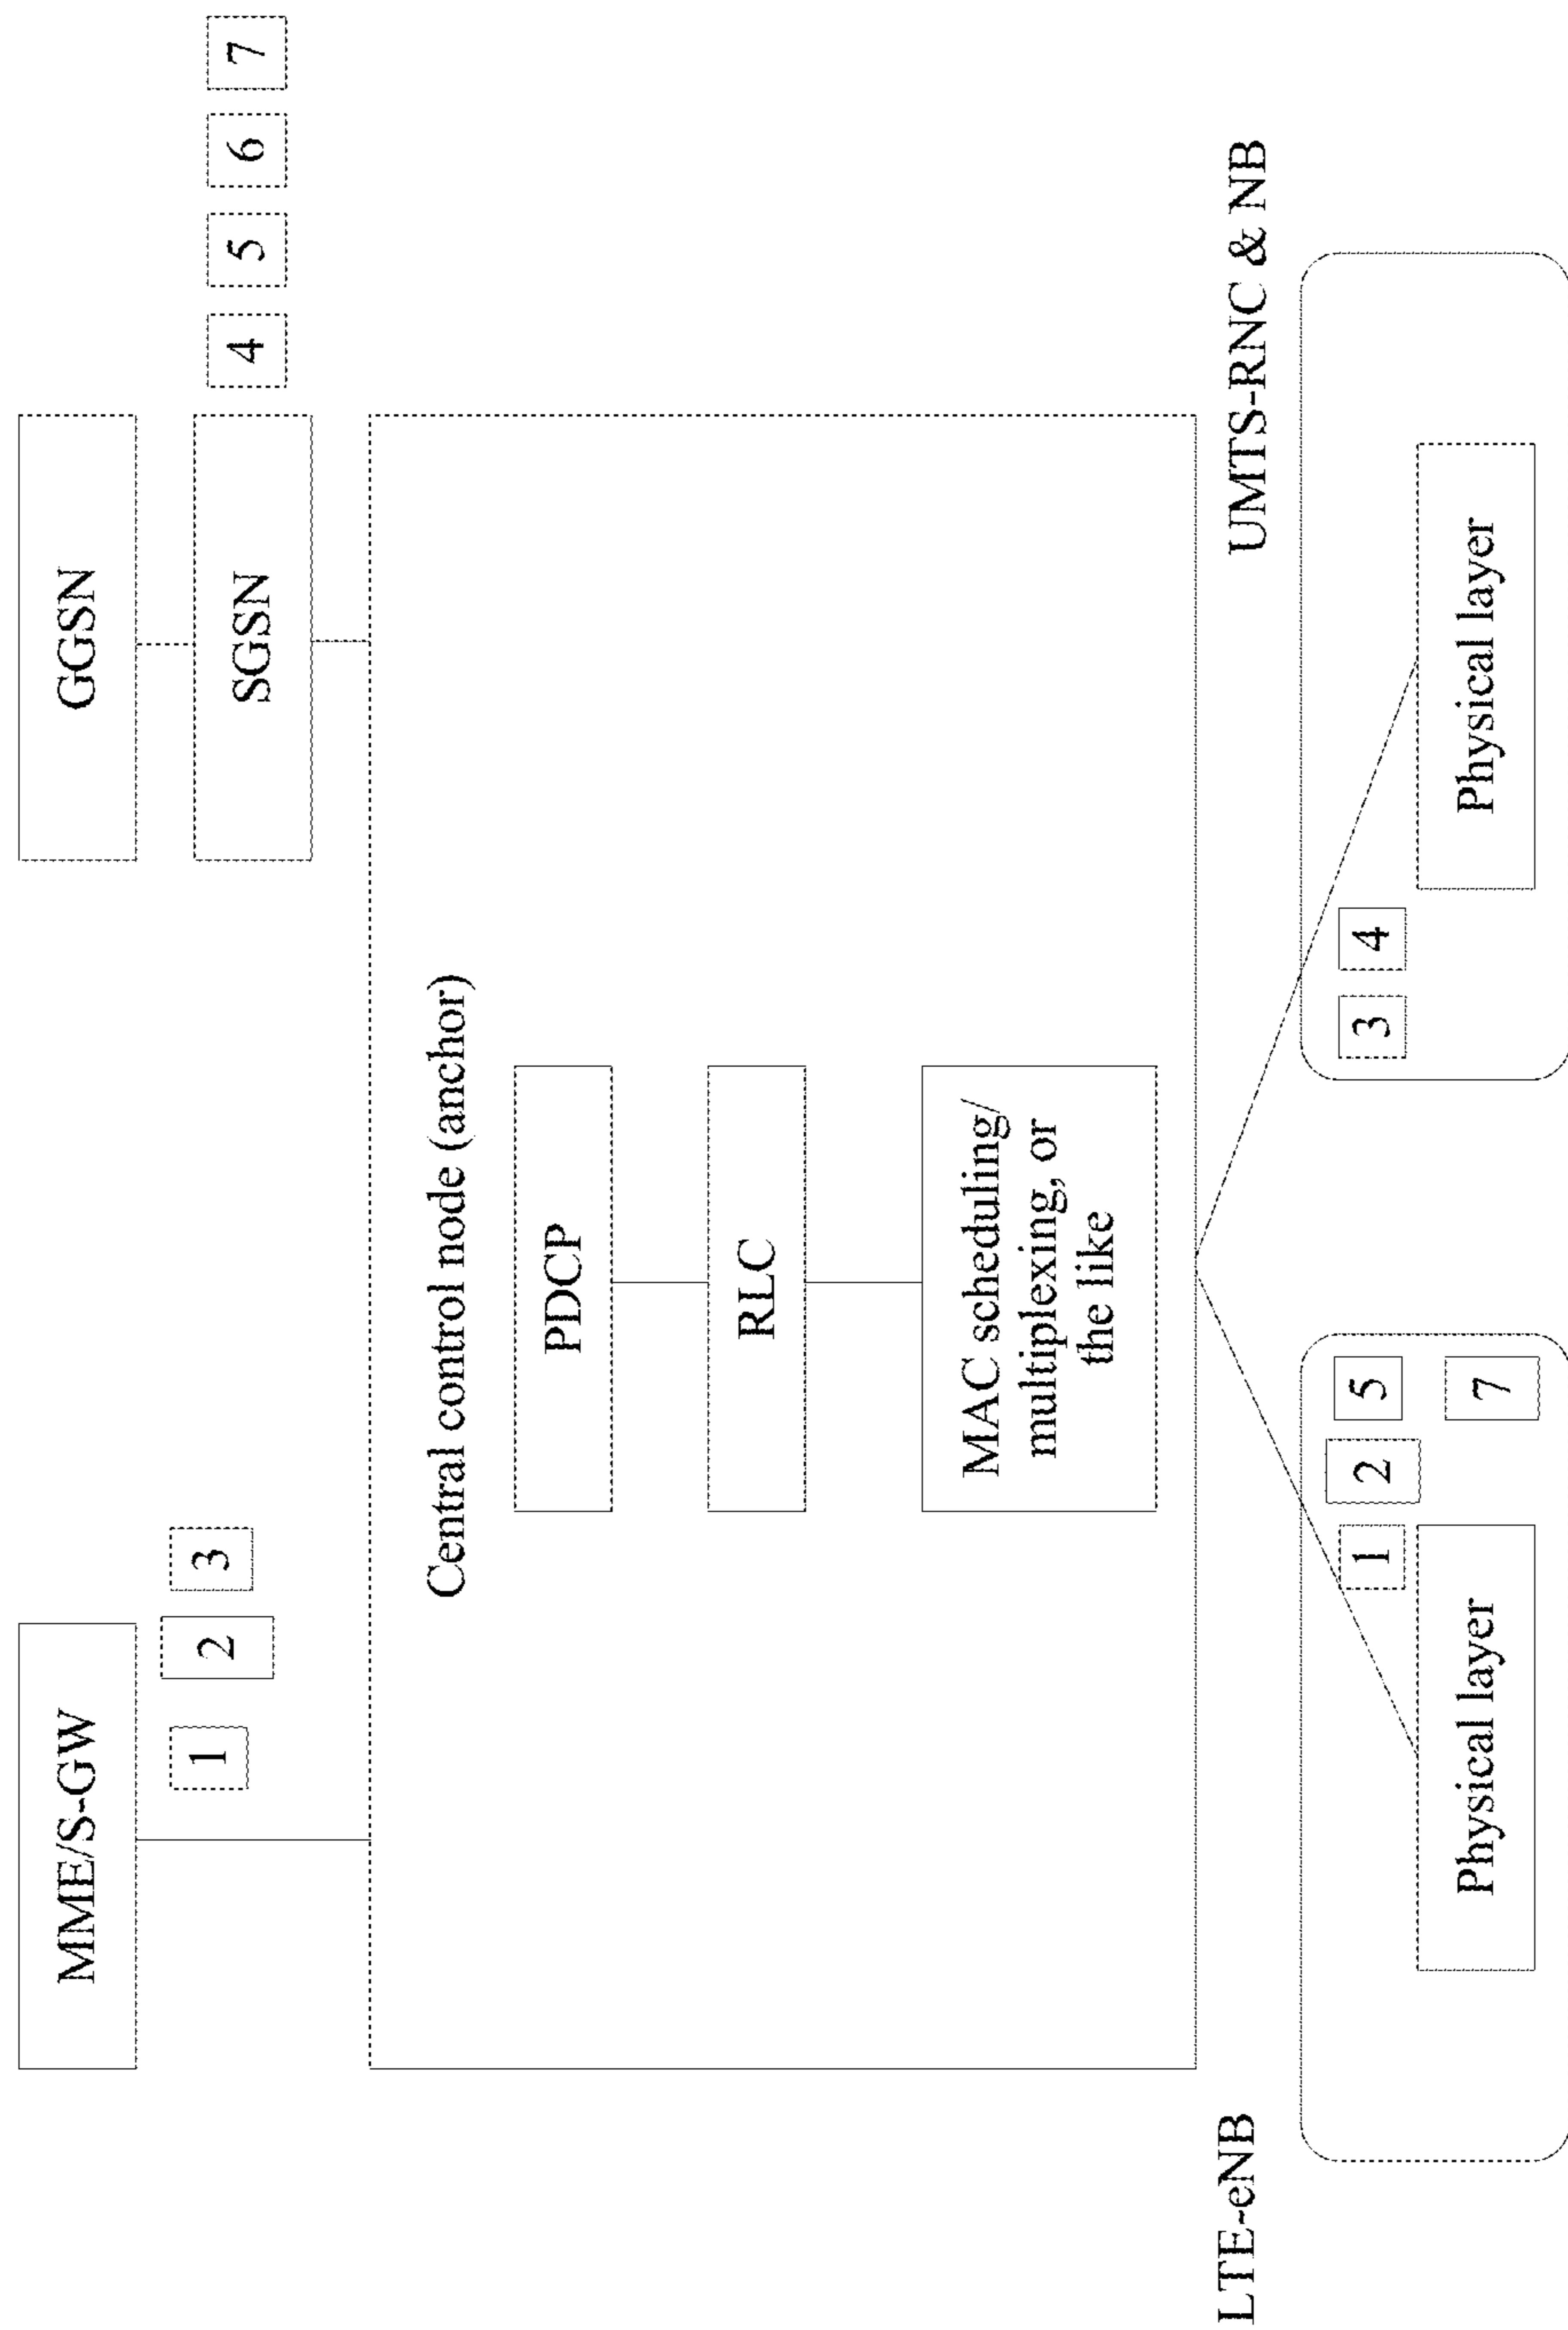 MME/S-GW
GGSN
1
2
3
SGSN
4
5
6
7
Central control node (anchor)
PDCP
RLC
MAC scheduling/
multiplexing, or
the like
LTE-eNB
UMTS-RNC & NB
1
2
5
7
Physical layer
3
4
Physical layer